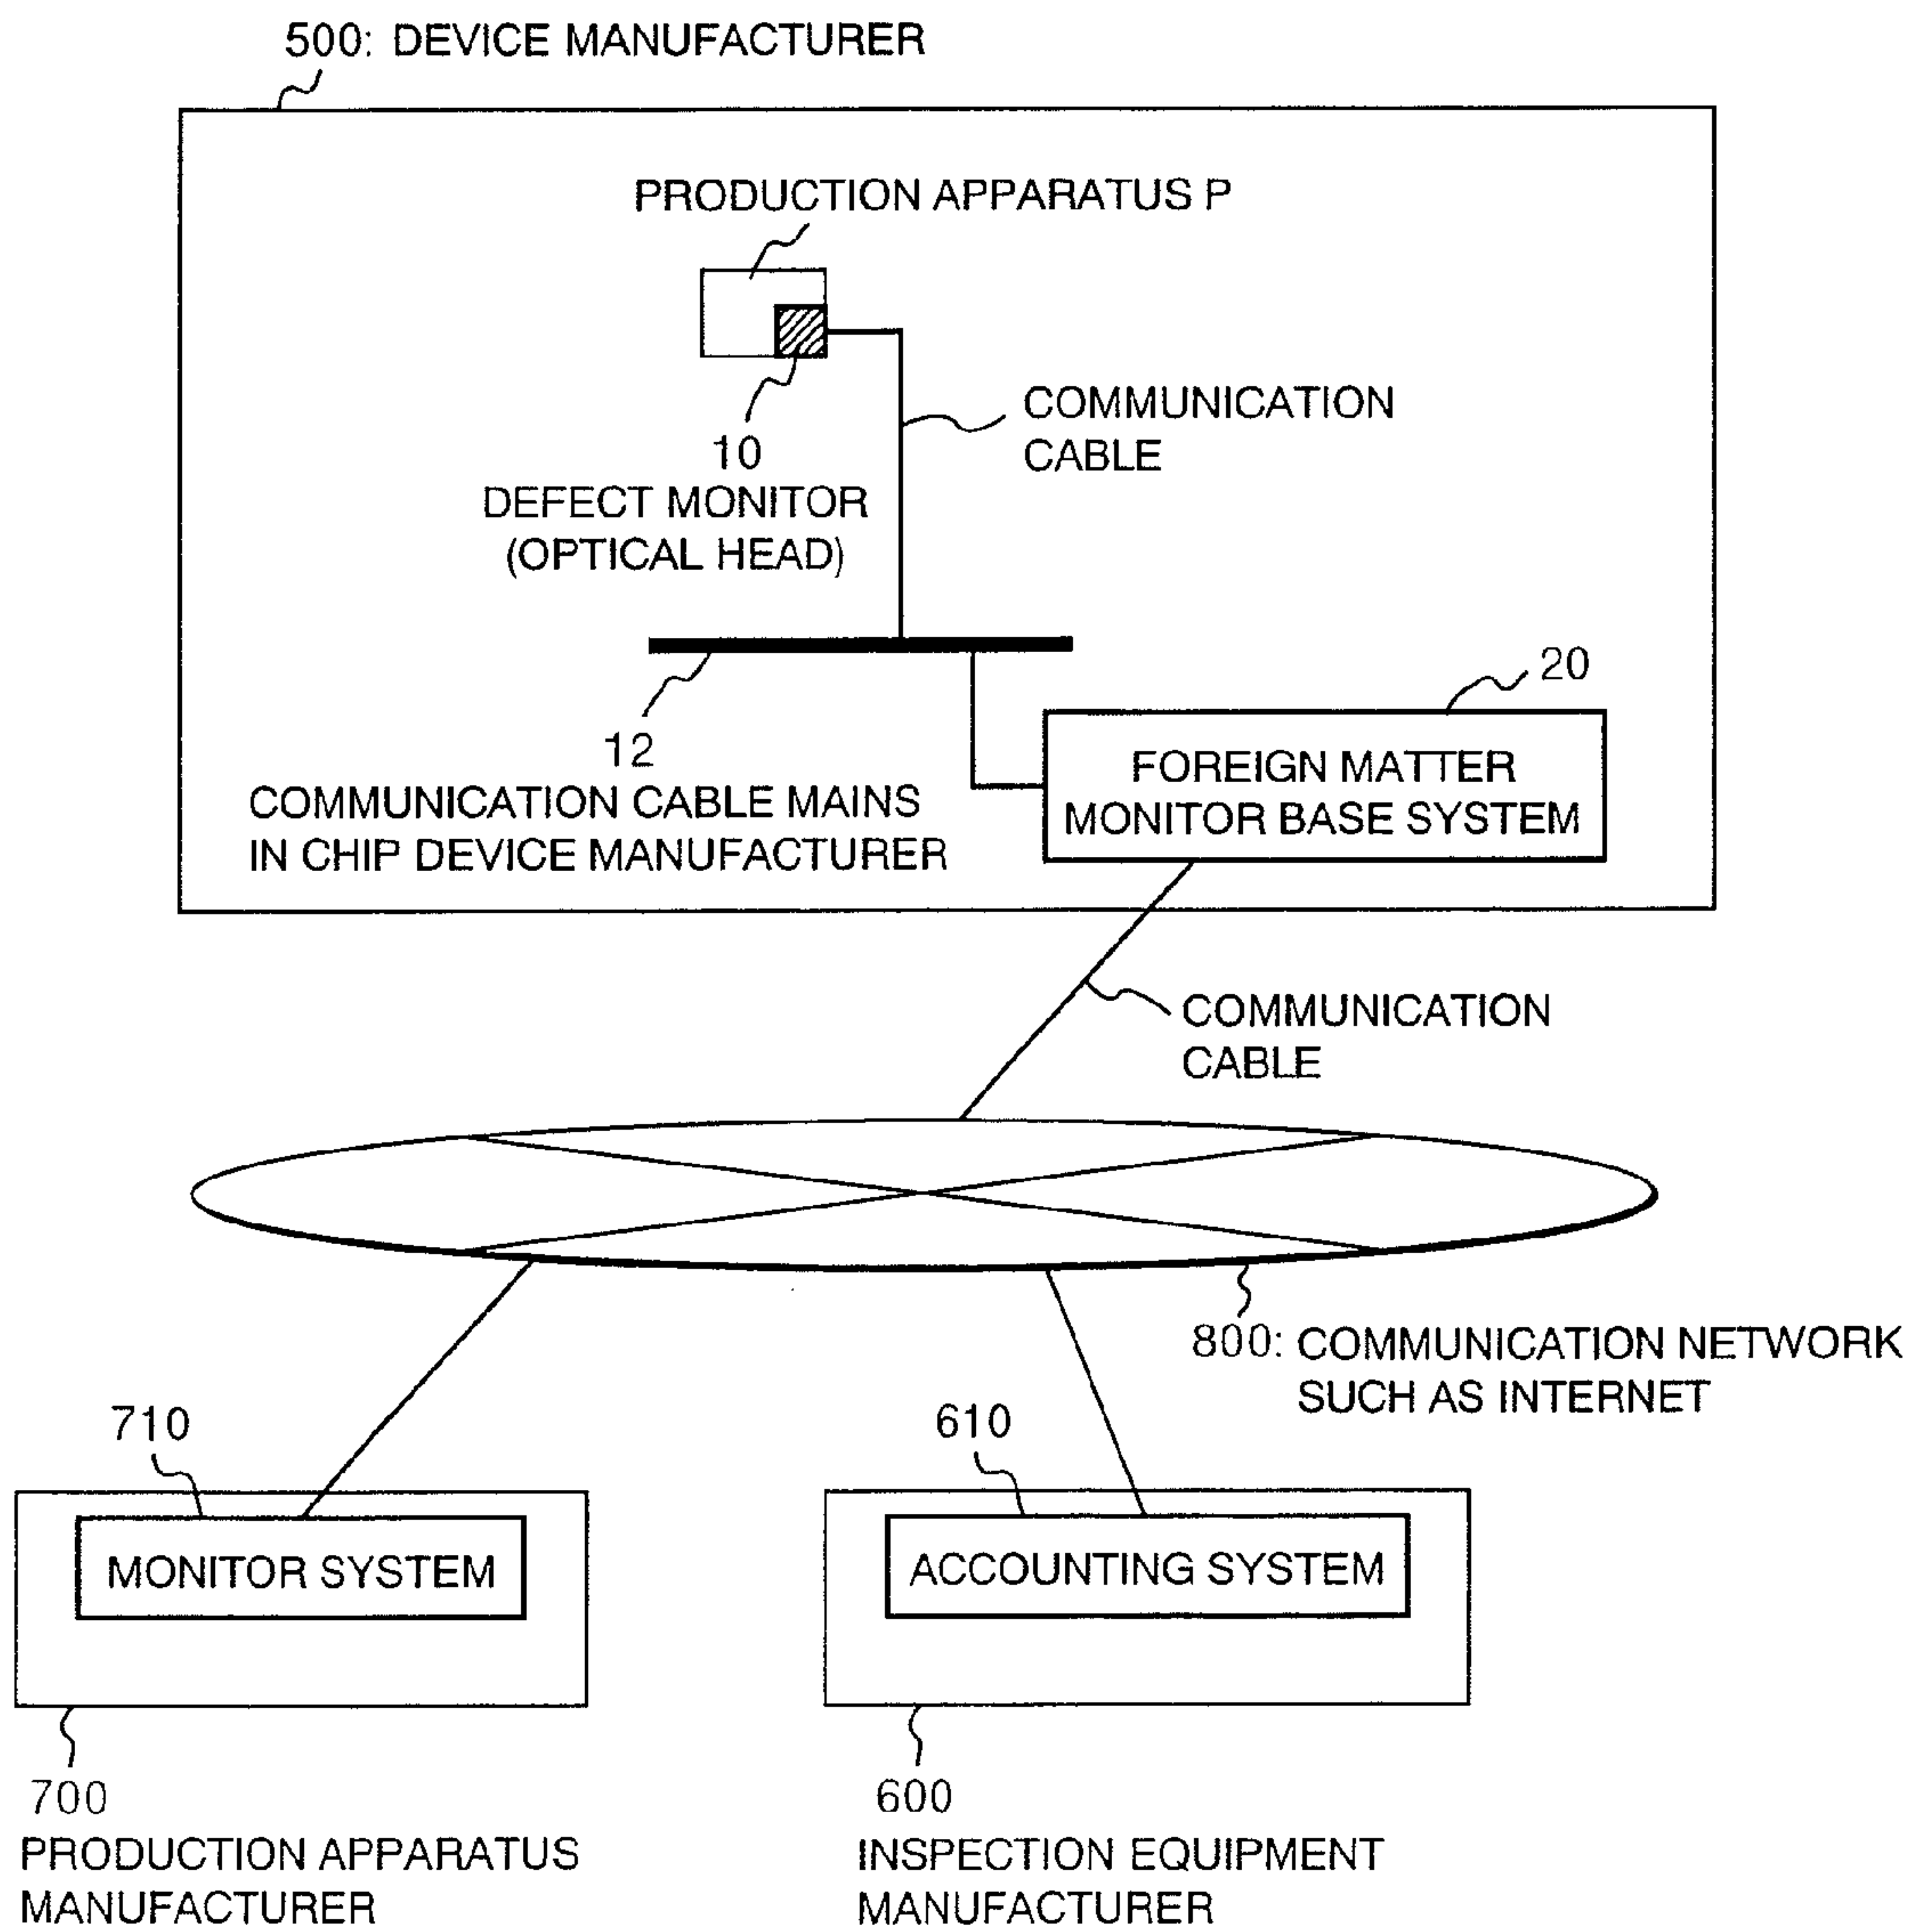 500: DEVICE MANUFACTURER
PRODUCTION APPARATUS P
COMMUNICATION
CABLE
10
DEFECT MONITOR
(OPTICAL HEAD)
20
12
COMMUNICATION CABLE MAINS
IN CHIP DEVICE MANUFACTURER
FOREIGN MATTER
MONITOR BASE SYSTEM
COMMUNICATION
CABLE
800: COMMUNICATION NETWORK
SUCH AS INTERNET
710
MONITOR SYSTEM
610
ACCOUNTING SYSTEM
700
PRODUCTION APPARATUS
MANUFACTURER
600
INSPECTION EQUIPMENT
MANUFACTURER